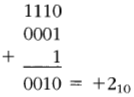 1110
0001
+ 1
0010 = +2₁₀